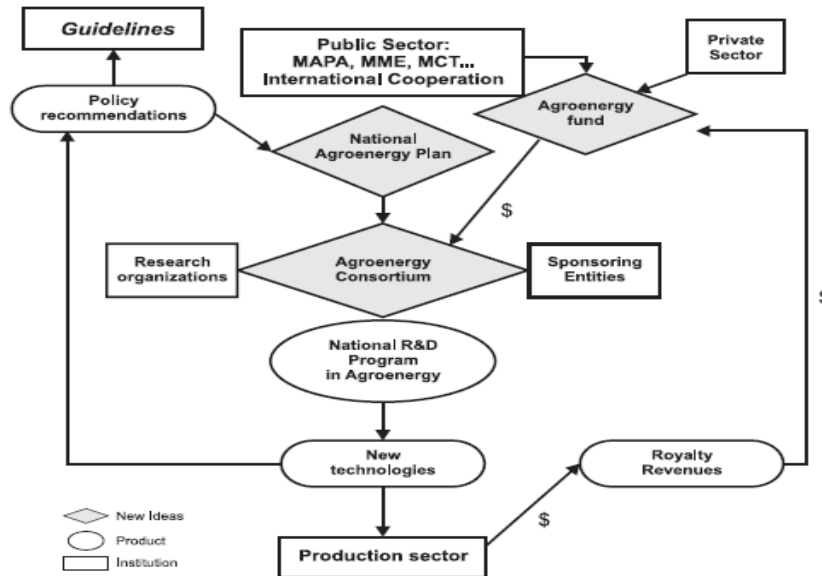 Guidelines
Public Sector:
MAPA, MME, MCT...
International Cooperation
Private
Sector
Policy
recommendations
Agroenergy
fund
National
Agroenergy Plan
$
Research
organizations
Agroenergy
Consortium
Sponsoring
Entities
$
National R&D
Program
in Agroenergy
New
technologies
Royalty
Revenues
New Ideas
$
Product
Production sector
Institution